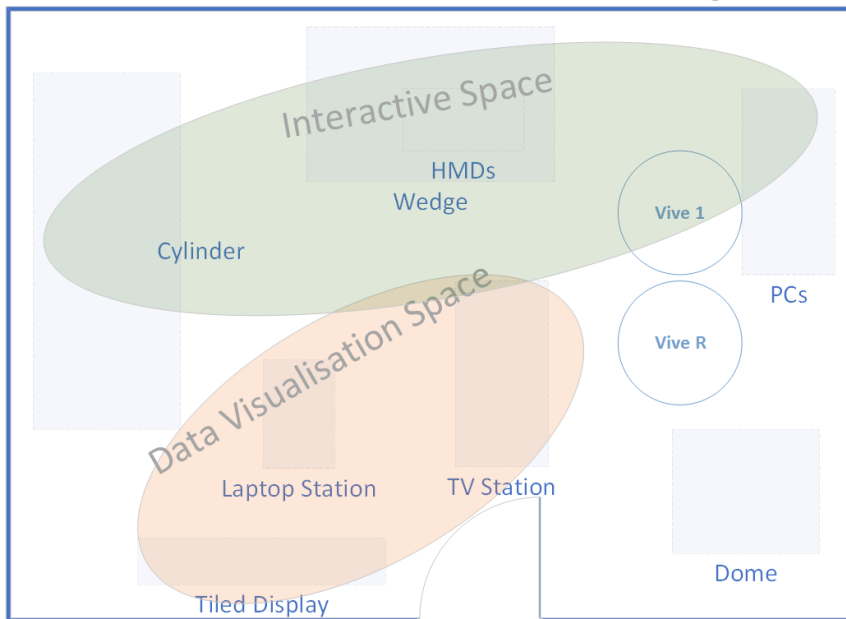 Interactive Space
HMDs
Wedge
Vive 1
Cylinder
PCs
Data Visualisation Space
Vive R
Laptop Station
TV Station
Dome
Tiled Display